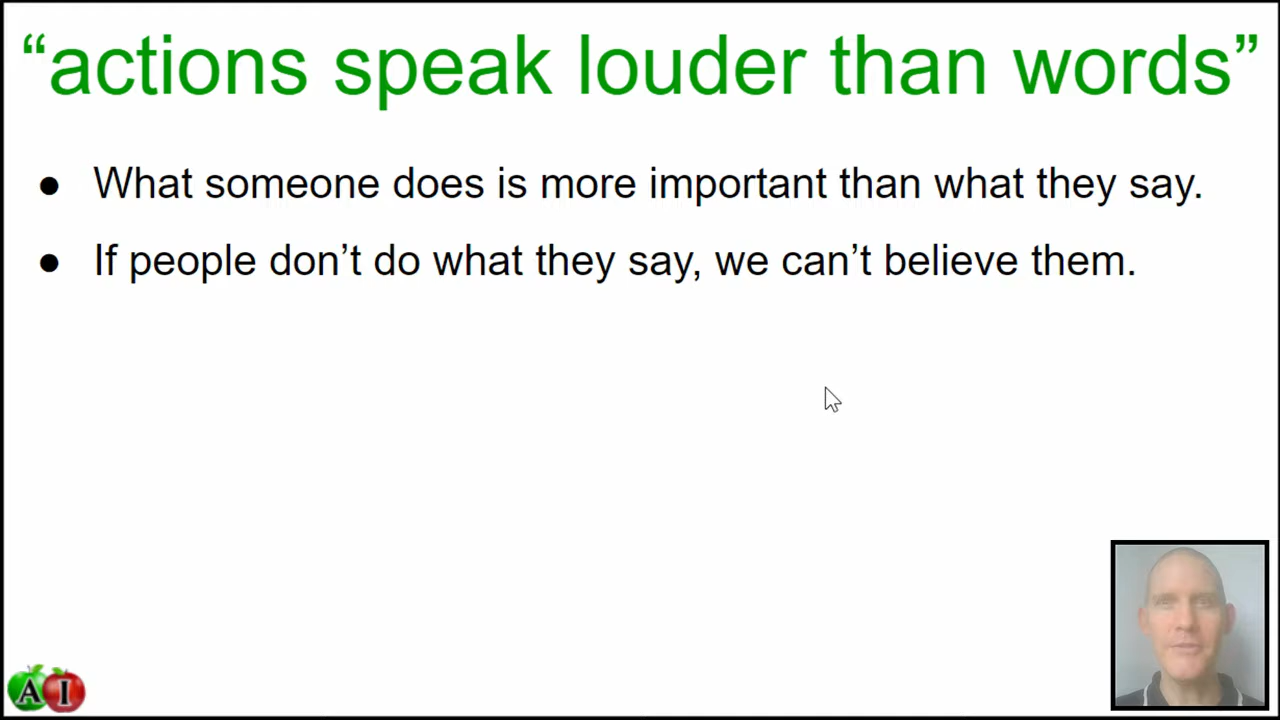 “actions speak louder than words”
● What someone does is more important than what they say.
● If people don’t do what they say, we can’t believe them.
A I